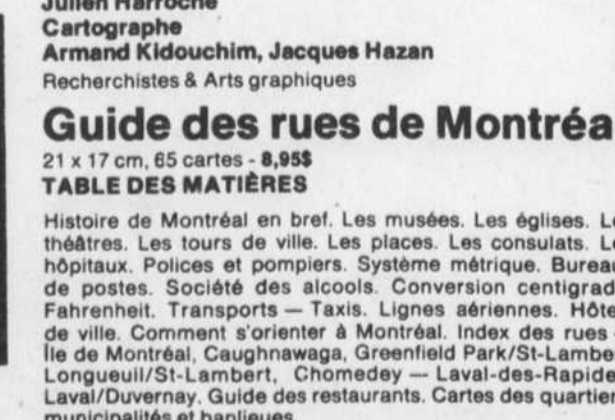 Julien Harroche
Cartographe
Armand Kidouchim, Jacques Hazan
Recherchistes & Arts graphiques
Guide des rues de Montréa
21 x 17 cm, 65 cartes - 8,95$
TABLE DES MATIÈRES
Histoire de Montréal en bref. Les musées. Les églises. Le
théâtres. Les tours de ville. Les places. Les consulats. Le
hôpitaux. Polices et pompiers. Système métrique. Bureau
de postes. Société des alcools. Conversion centigrad
Fahrenheit. Transports — Taxis. Lignes aériennes. Hôte
de ville. Comment s'orienter à Montréal. Index des rues -
Île de Montréal, Caughnawaga, Greenfield Park/St-Lambe
Longueuil/St-Lambert, Chomedey — Laval-des-Rapide
Laval/Duvernay. Guide des restaurants. Cartes des quartier
municipalités et banlieues